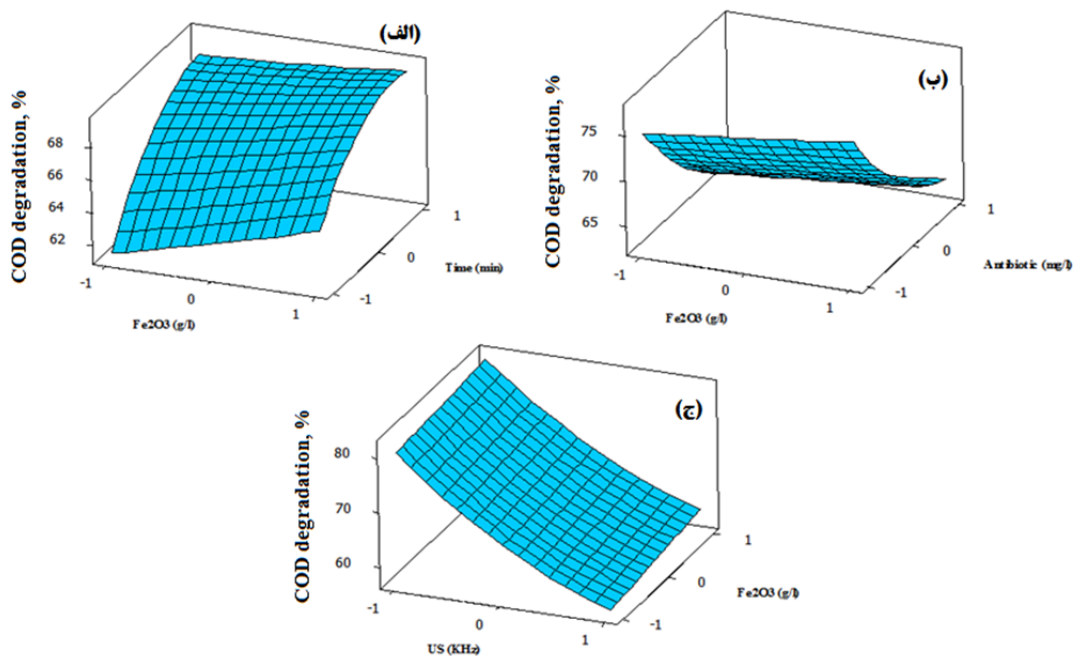 (الف)
COD degradation, %
68
66
64
62
-1
0
1
Fe2O3 (g/l)
-1
0
1
Time (min)
(ب)
COD degradation, %
75
70
65
-1
0
1
Fe2O3 (g/l)
-1
0
1
Antibiotic (mg/l)
(ج)
COD degradation, %
80
70
60
-1
0
1
US (KHz)
-1
0
1
Fe2O3 (g/l)